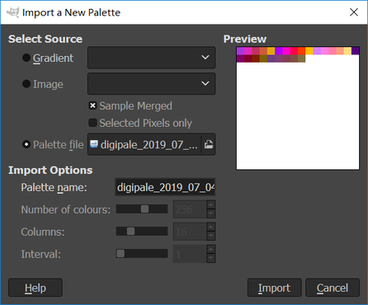 Import a New Palette
Select Source
Preview
Gradient
Image
Sample Merged
Selected Pixels only
Palette file
digipale_2019_07_...
Import Options
Palette name:
digipale_2019_07_04
Number of colours:
256
Columns:
16
Interval:
1
Help
Import
Cancel